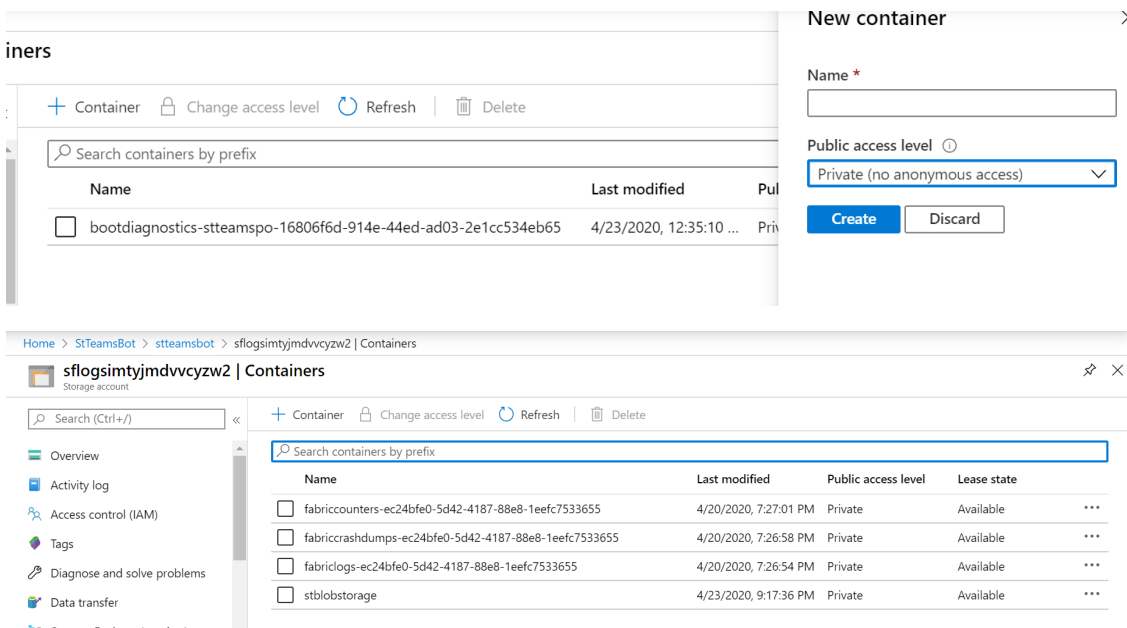 New container
iners
Name *
+ Container Change access level Refresh Delete
Search containers by prefix
Public access level
Private (no anonymous access)
Name Last modified Pul
Create Discard
bootdiagnostics-stteamspo-16806f6d-914e-44ed-ad03-2e1cc534eb65 4/23/2020, 12:35:10 ... Priv
Home > StTeamsBot > stteamsbot > sflogsimtyjmdvvcyzw2 | Containers
sflogsimtyjmdvvcyzw2 | Containers
Storage account
Search (Ctrl+/) «
+ Container Change access level Refresh Delete
Search containers by prefix
Overview
Activity log
Access control (IAM)
Tags
Diagnose and solve problems
Data transfer
Name Last modified Public access level Lease state
fabriccounters-ec24bfe0-5d42-4187-88e8-1eefc7533655 4/20/2020, 7:27:01 PM Private Available ...
fabriccrashdumps-ec24bfe0-5d42-4187-88e8-1eefc7533655 4/20/2020, 7:26:58 PM Private Available ...
fabriclogs-ec24bfe0-5d42-4187-88e8-1eefc7533655 4/20/2020, 7:26:54 PM Private Available ...
stblobstorage 4/23/2020, 9:17:36 PM Private Available ...